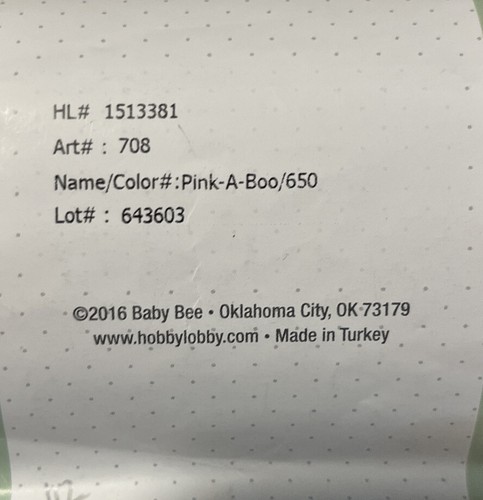 HL# 1513381
Art# : 708
Name/Color#:Pink-A-Boo/650
Lot# : 643603
©2016 Baby Bee • Oklahoma City, OK 73179
www.hobbylobby.com • Made in Turkey